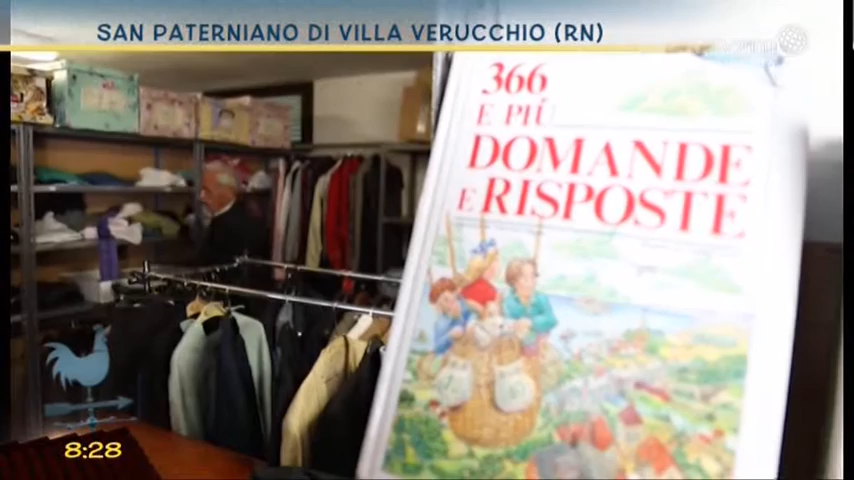 SAN PATERNIANO DI VILLA VERUCCHIO (RN)
366
E PIÙ
DOMANDE
E RISPOSTE
8:28